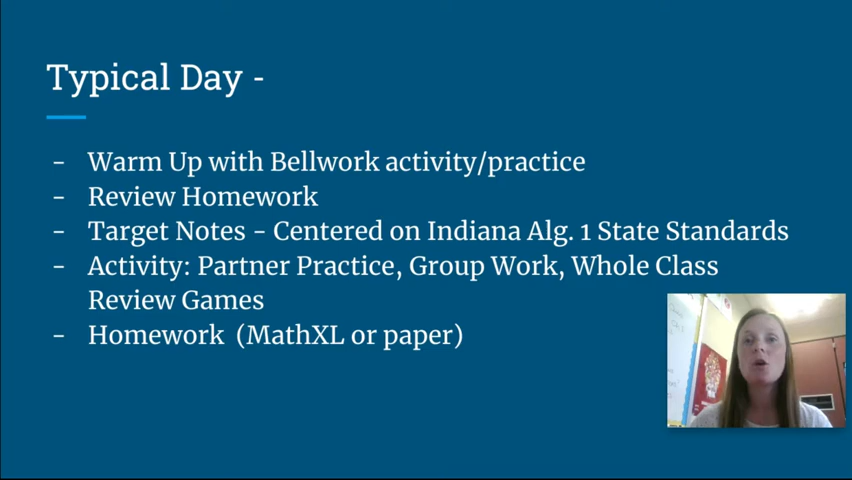 Typical Day -
- Warm Up with Bellwork activity/practice
- Review Homework
- Target Notes - Centered on Indiana Alg. 1 State Standards
- Activity: Partner Practice, Group Work, Whole Class
Review Games
- Homework (MathXL or paper)